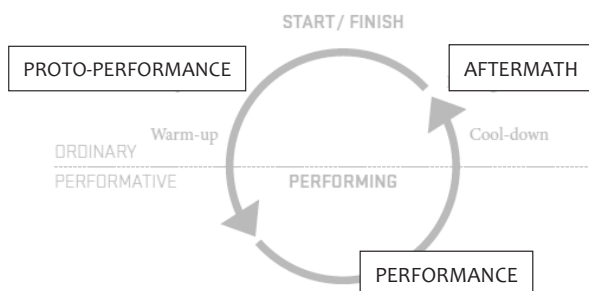 START / FINISH
PROTO-PERFORMANCE
AFTERMATH
Warm-up
Cool-down
ORDINARY
PERFORMATIVE
PERFORMING
PERFORMANCE